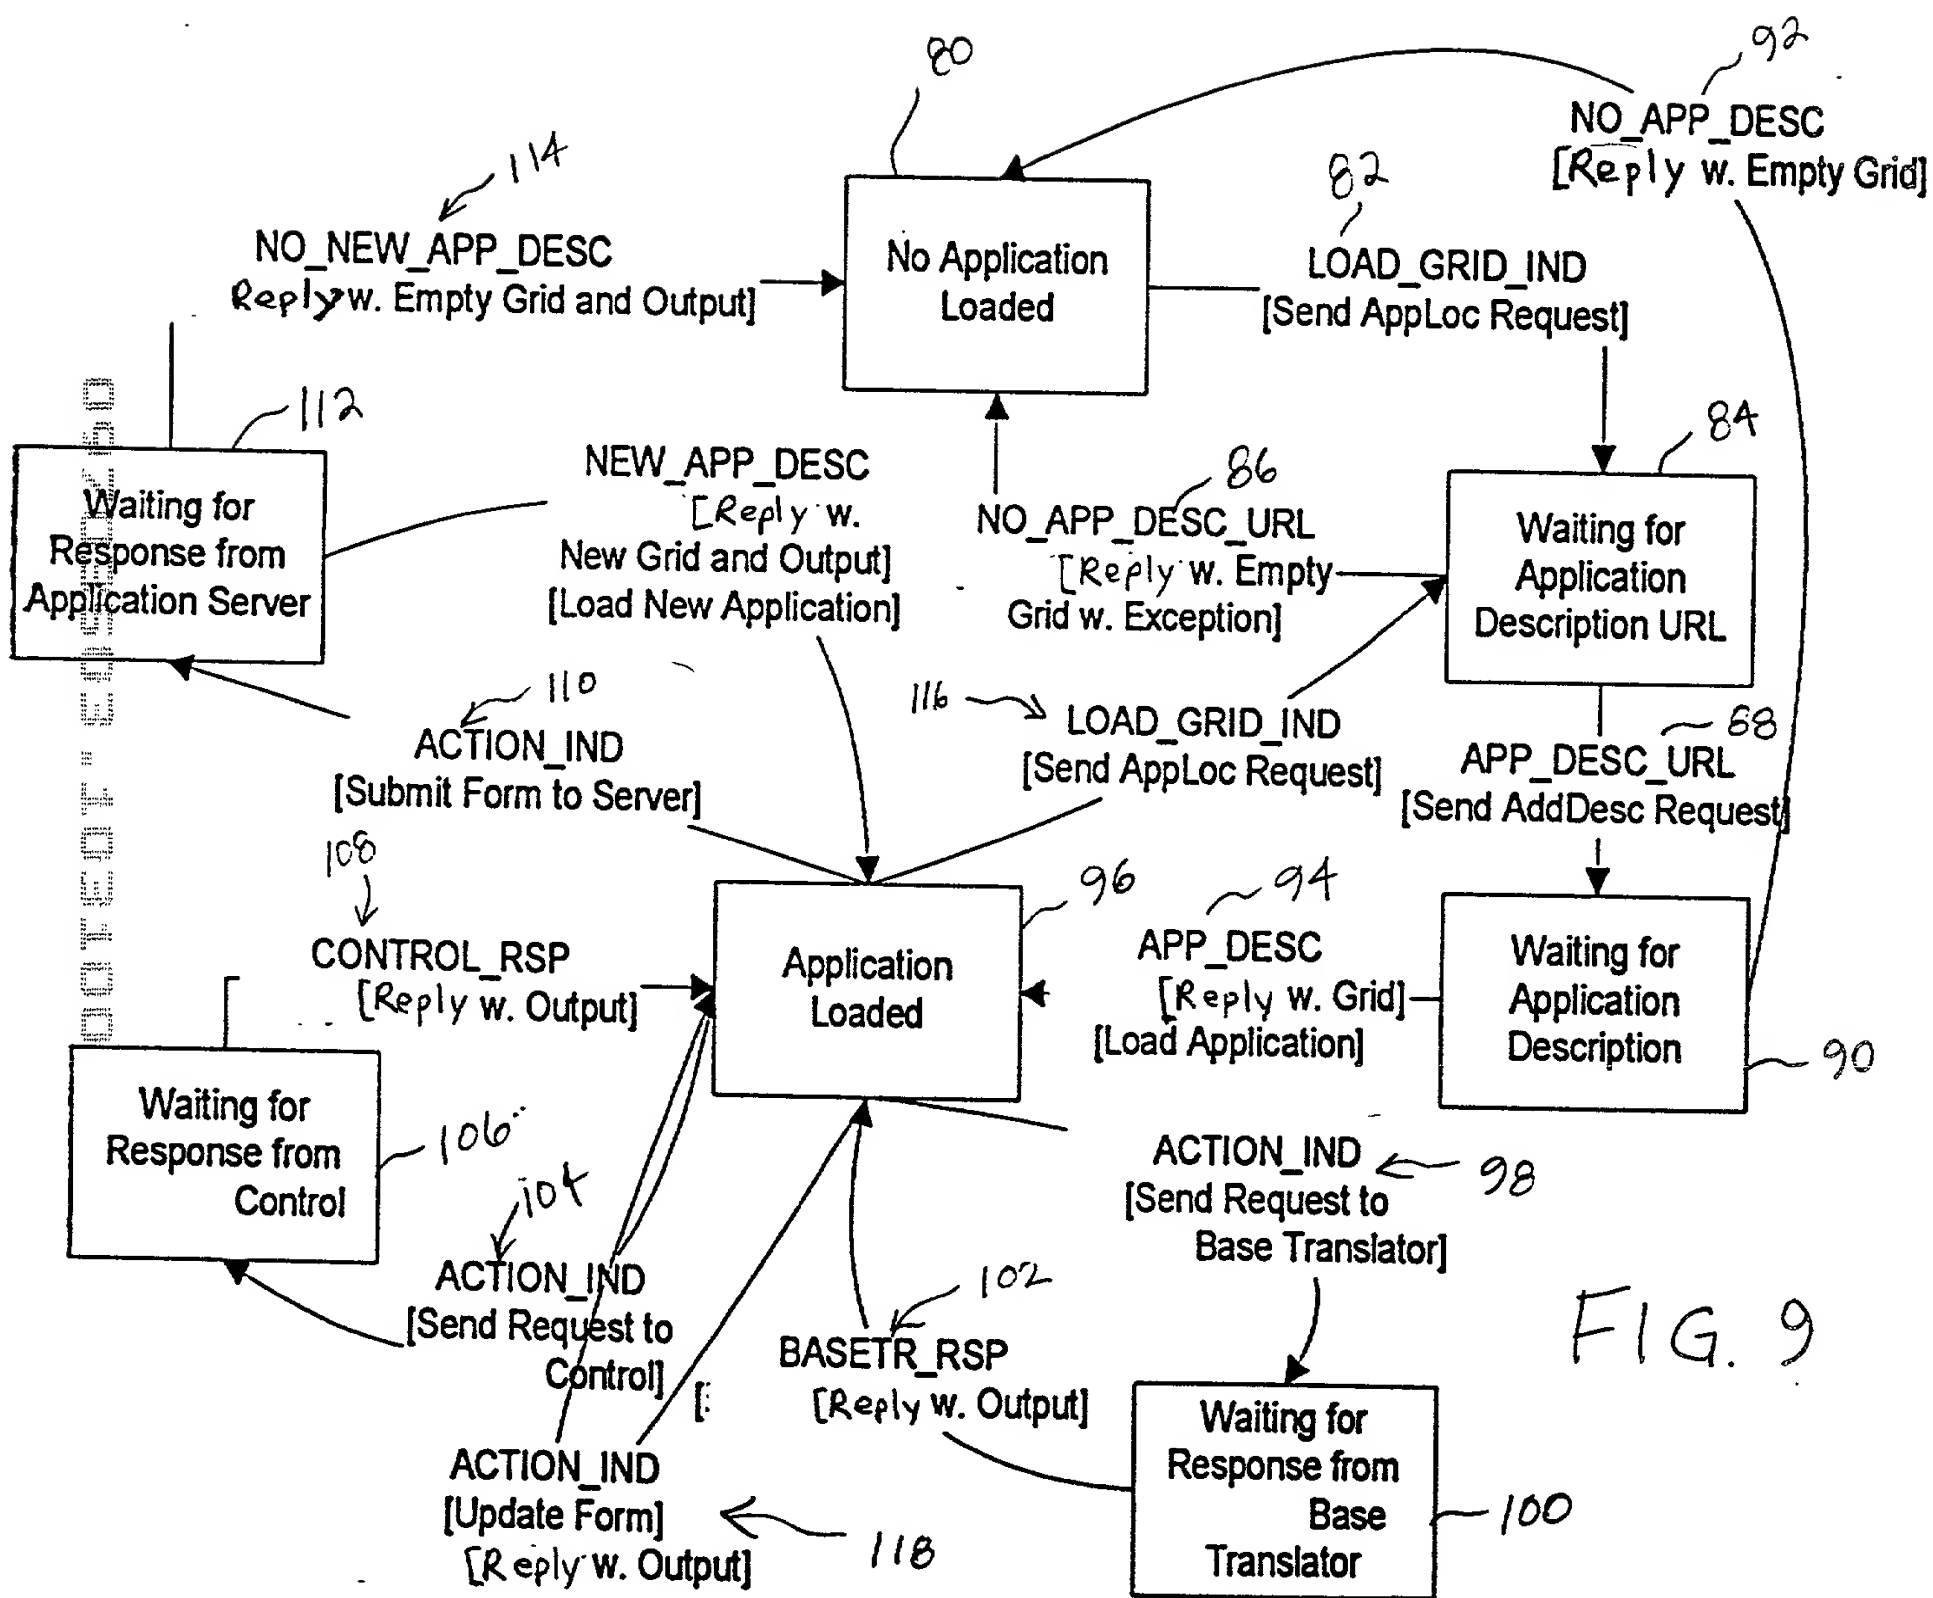 80
92
NO_APP_DESC
[Reply w. Empty Grid]
114
82
NO_NEW_APP_DESC
Reply w. Empty Grid and Output]
No Application
Loaded
LOAD_GRID_IND
[Send AppLoc Request]
112
84
Waiting for
Response from
Application Server
NEW_APP_DESC
[Reply w.
New Grid and Output]
[Load New Application]
86
NO_APP_DESC_URL
[Reply w. Empty
Grid w. Exception]
Waiting for
Application
Description URL
110
ACTION_IND
[Submit Form to Server]
116
LOAD_GRID_IND
[Send AppLoc Request]
88
APP_DESC_URL
[Send AddDesc Request]
108
CONTROL_RSP
[Reply w. Output]
96
Application
Loaded
94
APP_DESC
[Reply w. Grid]
[Load Application]
Waiting for
Application
Description
90
Waiting for
Response from
Control
106
104
ACTION_IND
[Send Request to
Control]
98
ACTION_IND
[Send Request to
Base Translator]
102
BASETR_RSP
[Reply w. Output]
FIG. 9
ACTION_IND
[Update Form]
[Reply w. Output]
118
Waiting for
Response from
Base
Translator
100